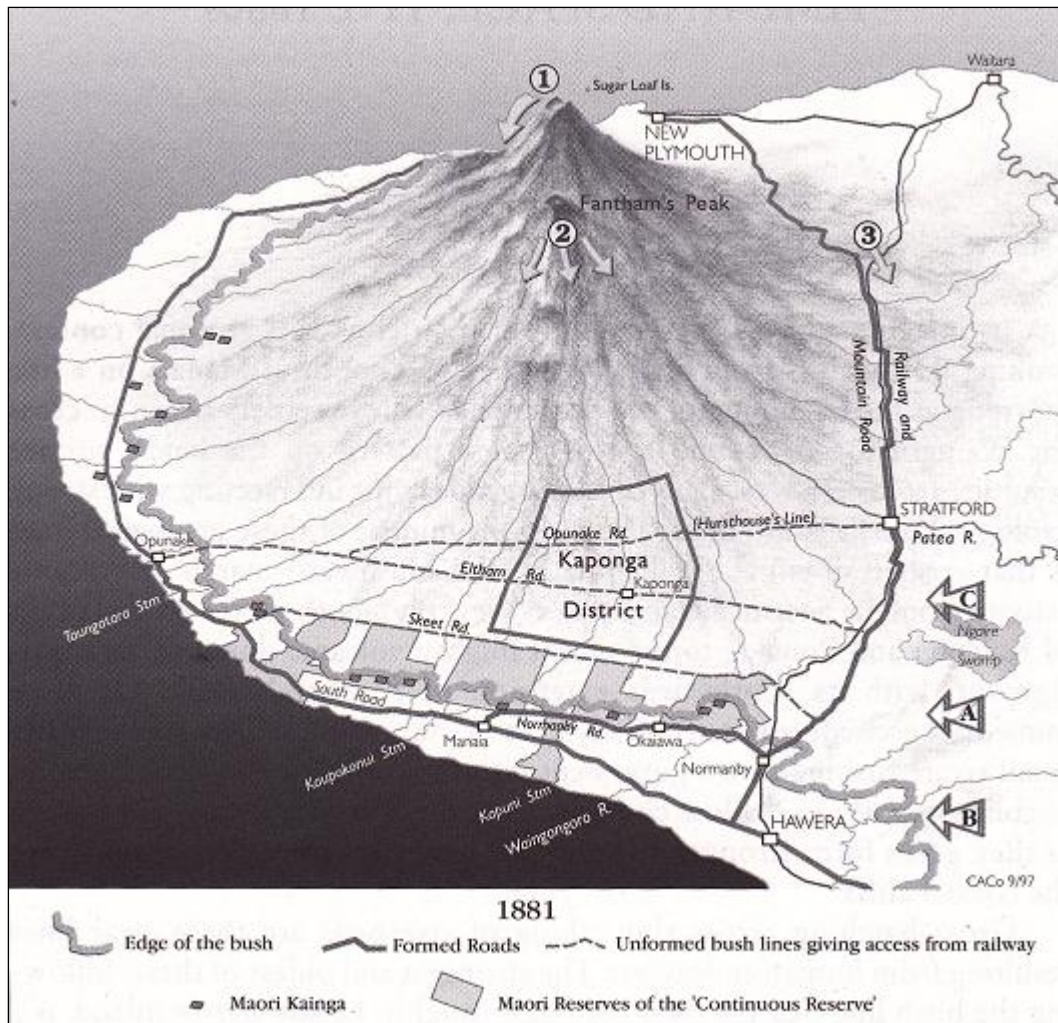 1
Sugar Loaf Is.
Waitara
NEW
PLYMOUTH
Fantham's Peak
2
3
Railway and
Mountain Road
STRATFORD
(Hursthouse's Line)
Opunake Rd.
Patea R.
Opunake
Kaponga
Eltham Rd.
Kaponga
District
C
Ngare
Swamp
Taungatara Stm
Skeet Rd.
South Road
A
Normanby Rd.
Manaia
Okaiawa
Kaupokonui Stm
Normanby
Kapuni Stm
Waingongoro R.
HAWERA
B
CACo 9/97
1881
Edge of the bush
Formed Roads
Unformed bush lines giving access from railway
Maori Kainga
Maori Reserves of the 'Continuous Reserve'